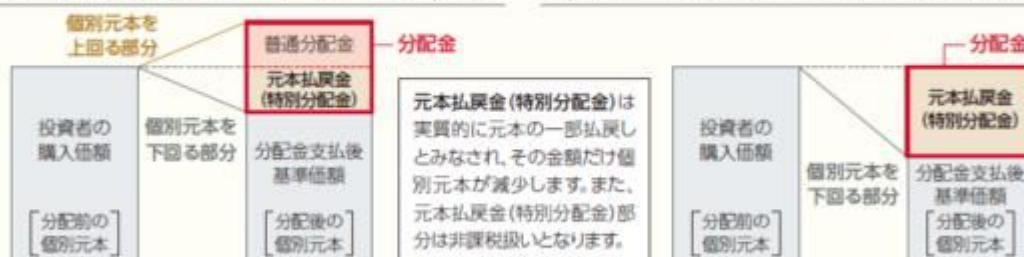 個別元本を
上回る部分
普通分配金
分配金
元本払戻金
(特別分配金)
投資者の
購入価額
個別元本を
下回る部分
分配金支払後
基準価額
[分配前の
個別元本]
[分配後の
個別元本]
元本払戻金(特別分配金)は
実質的に元本の一部払戻し
とみなされ、その金額だけ個
別元本が減少します。また、
元本払戻金(特別分配金)部
分は非課税扱いとなります。
分配金
元本払戻金
(特別分配金)
投資者の
購入価額
個別元本を
下回る部分
分配金支払後
基準価額
[分配前の
個別元本]
[分配後の
個別元本]